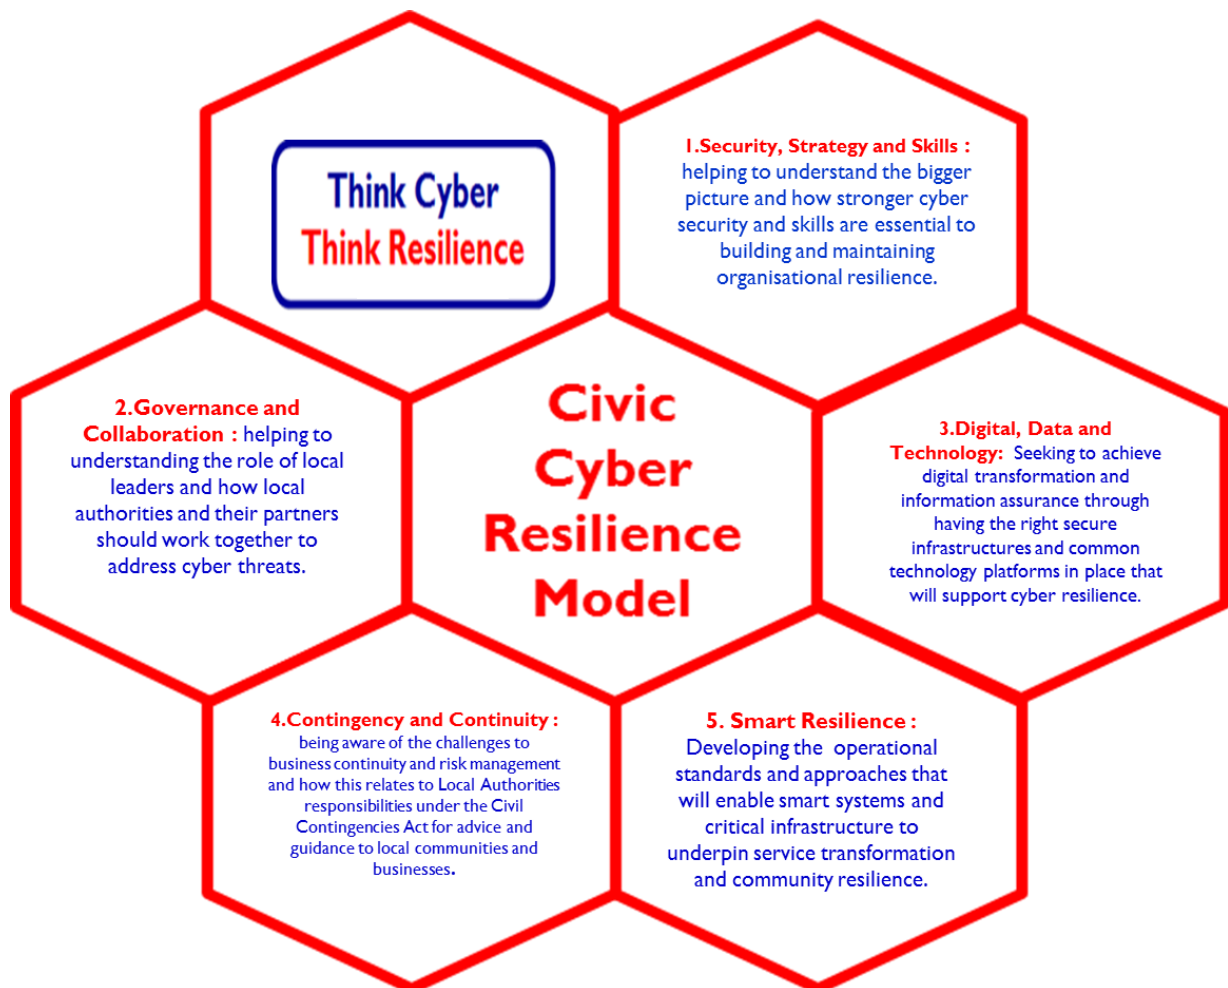 Think Cyber
Think Resilience
1.Security, Strategy and Skills :
helping to understand the bigger
picture and how stronger cyber
security and skills are essential to
building and maintaining
organisational resilience.
2.Governance and
Collaboration : helping to
understanding the role of local
leaders and how local
authorities and their partners
should work together to
address cyber threats.
Civic
Cyber
Resilience
Model
3.Digital, Data and
Technology: Seeking to achieve
digital transformation and
information assurance through
having the right secure
infrastructures and common
technology platforms in place that
will support cyber resilience.
4.Contingency and Continuity :
being aware of the challenges to
business continuity and risk management
and how this relates to Local Authorities
responsibilities under the Civil
Contingencies Act for advice and
guidance to local communities and
businesses.
5. Smart Resilience :
Developing the operational
standards and approaches that
will enable smart systems and
critical infrastructure to
underpin service transformation
and community resilience.